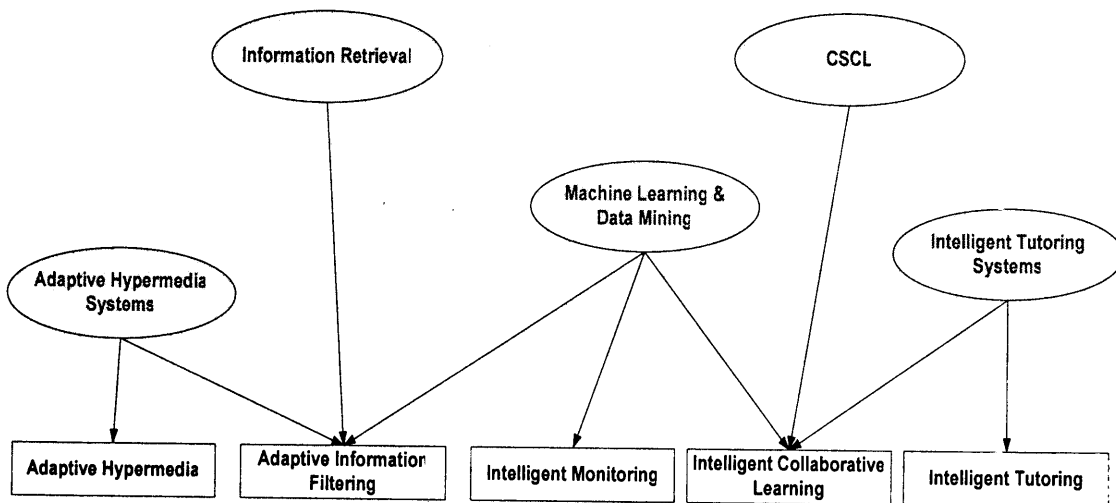 Information Retrieval
CSCL
Machine Learning &
Data Mining
Intelligent Tutoring
Systems
Adaptive Hypermedia
Systems
Adaptive Hypermedia
Adaptive Information
Filtering
Intelligent Monitoring
Intelligent Collaborative
Learning
Intelligent Tutoring